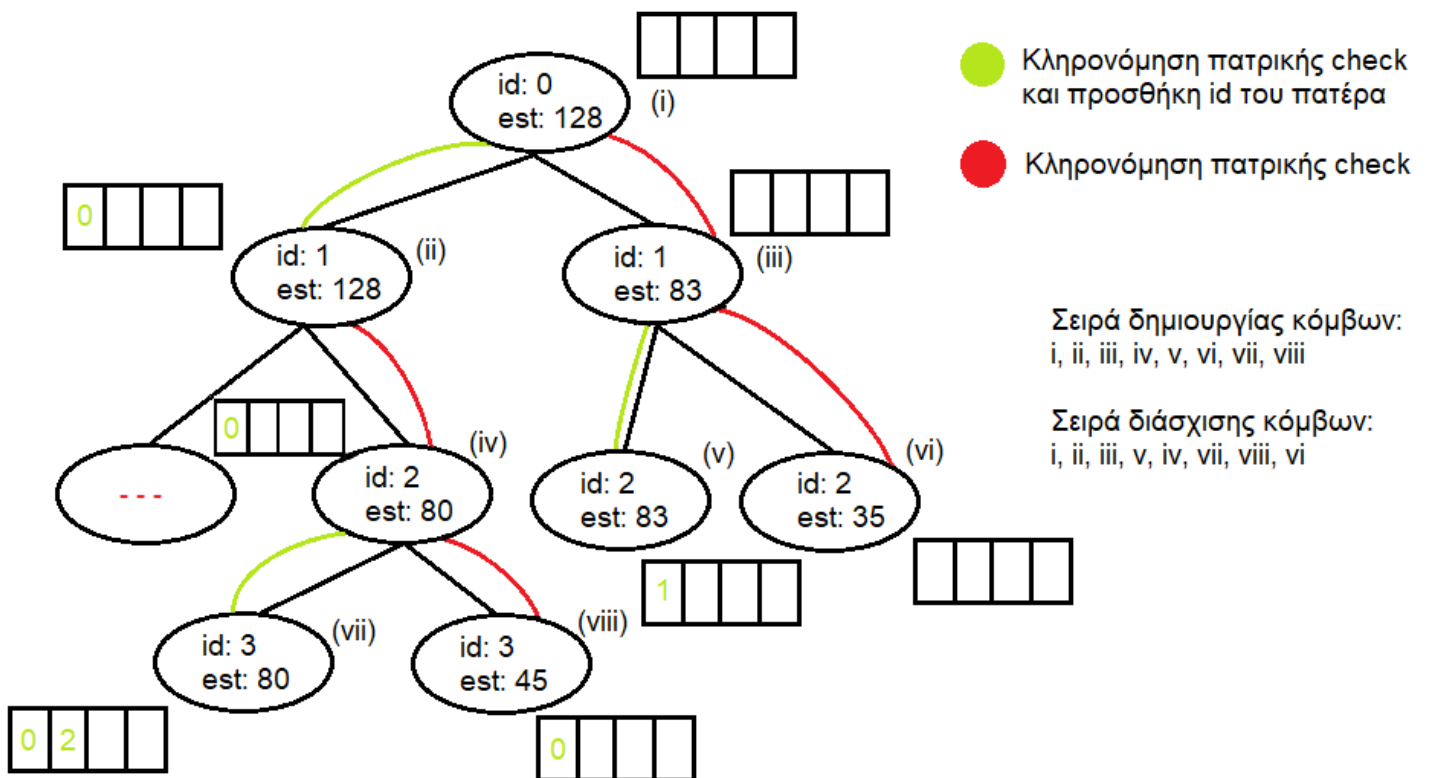 id: 0
est: 128
(i)
Κληρονόμηση πατρικής check
και προσθήκη id του πατέρα
Κληρονόμηση πατρικής check
0
id: 1
est: 128
(ii)
id: 1
est: 83
(iii)
Σειρά δημιουργίας κόμβων:
i, ii, iii, iv, v, vi, vii, viii
Σειρά διάσχισης κόμβων:
i, ii, iii, v, iv, vii, viii, vi
0
- - -
id: 2
est: 80
(iv)
id: 2
est: 83
(v)
id: 2
est: 35
(vi)
1
id: 3
est: 80
(vii)
id: 3
est: 45
(viii)
0 2
0